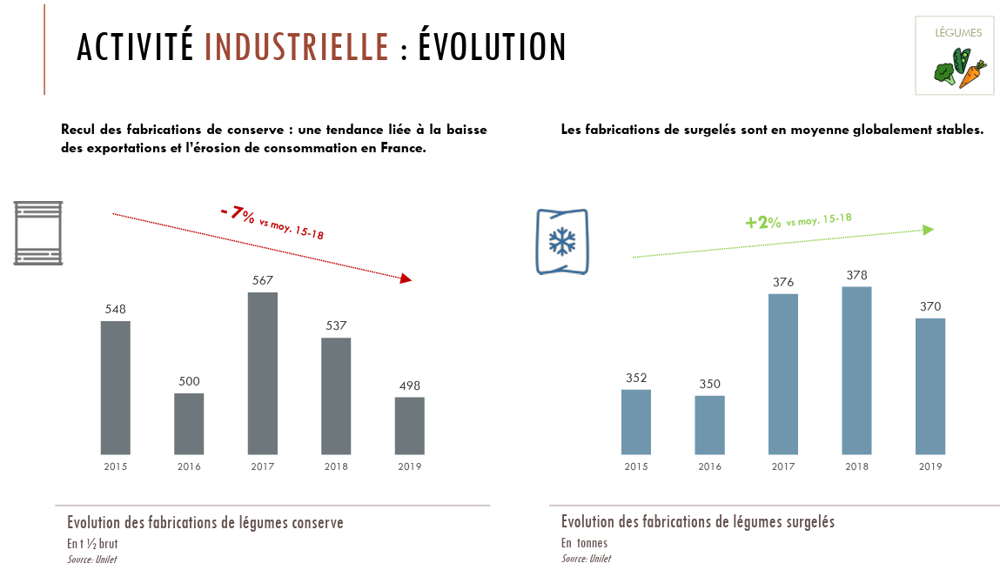 ACTIVITÉ INDUSTRIELLE : ÉVOLUTION
LÉGUMES
Recul des fabrications de conserve : une tendance liée à la baisse
des exportations et l'érosion de consommation en France.
- 7% vs moy. 15-18
567
548
537
500
498
2015 2016 2017 2018 2019
Evolution des fabrications de légumes conserve
En t ½ brut
Source: Unilet
Les fabrications de surgelés sont en moyenne globalement stables.
+2% vs moy. 15-18
378
376
370
352
350
2015 2016 2017 2018 2019
Evolution des fabrications de légumes surgelés
En tonnes
Source: Unilet